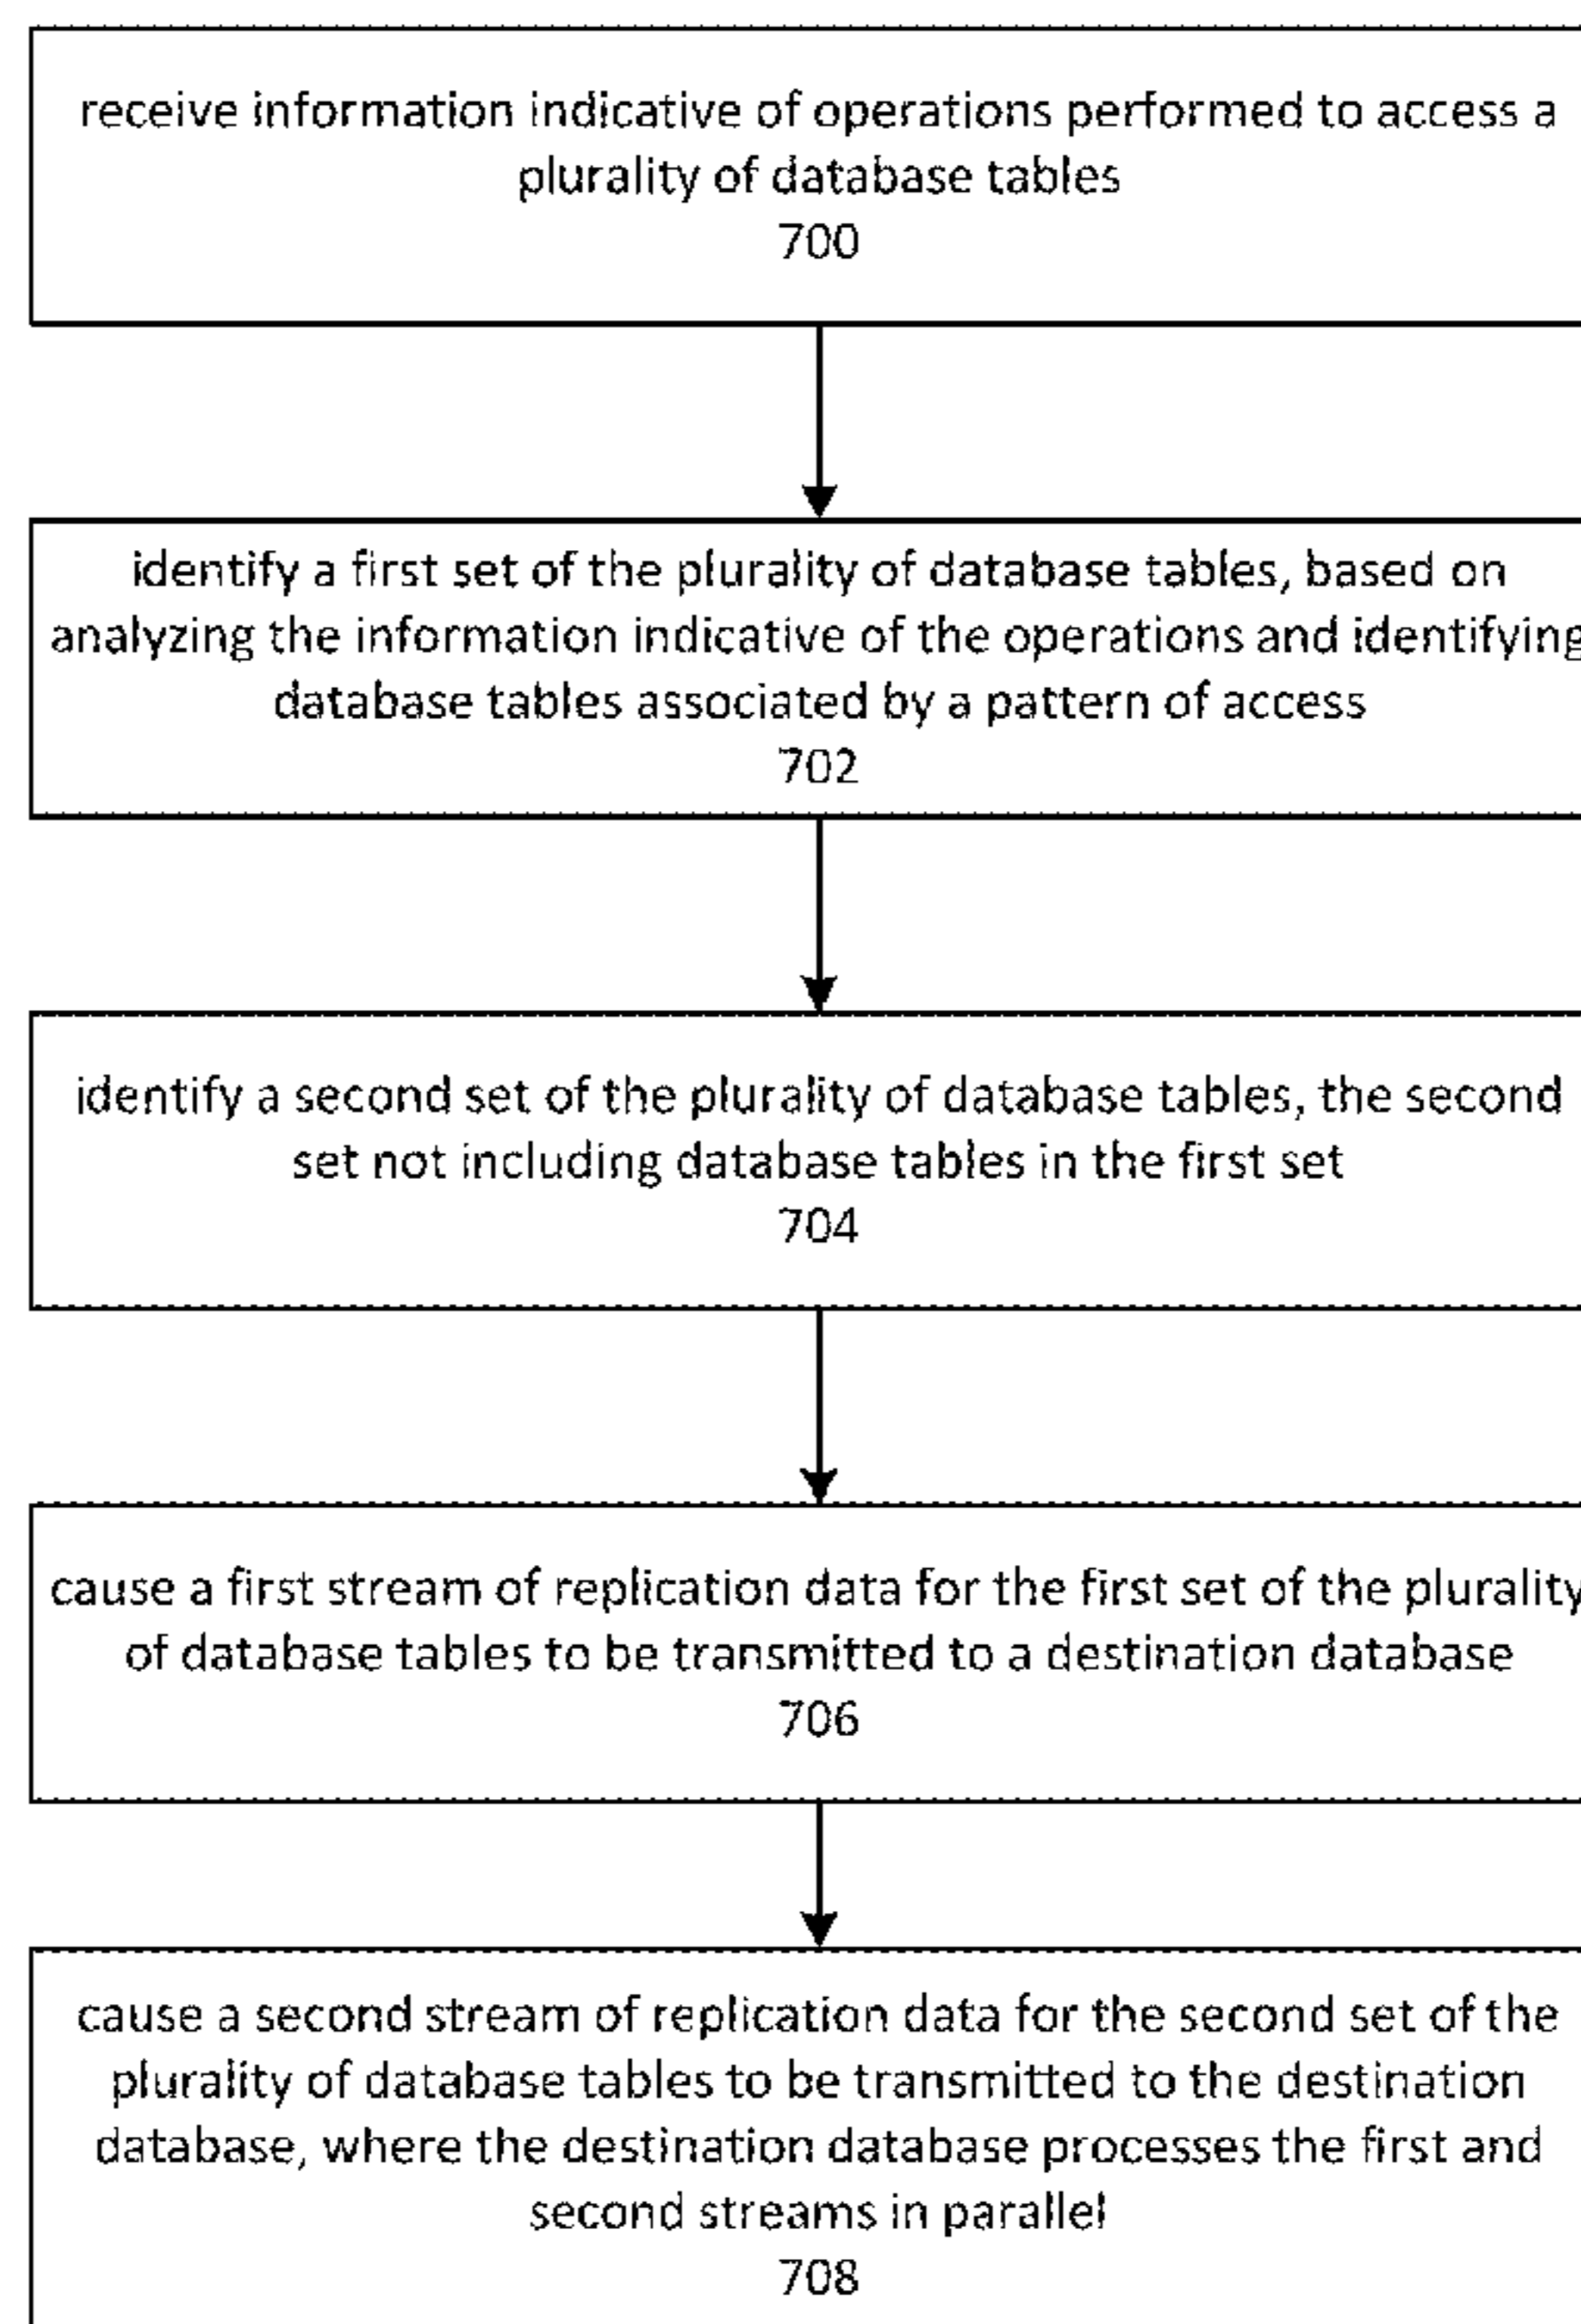 receive information indicative of operations performed to access a
plurality of database tables
700
identify a first set of the plurality of database tables, based on
analyzing the information indicative of the operations and identifying
database tables associated by a pattern of access
702
identify a second set of the plurality of database tables, the second
set not including database tables in the first set
704
cause a first stream of replication data for the first set of the plurality
of database tables to be transmitted to a destination database
706
cause a second stream of replication data for the second set of the
plurality of database tables to be transmitted to the destination
database, where the destination database processes the first and
second streams in parallel
708